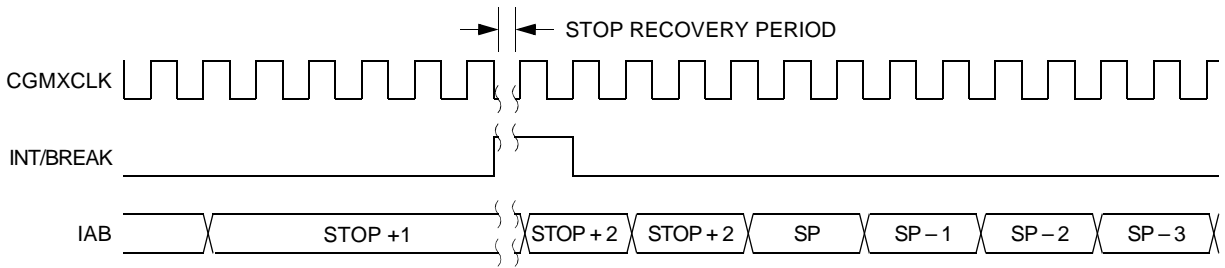 STOP RECOVERY PERIOD
CGMXCLK
INT/BREAK
IAB STOP +1 STOP + 2 STOP + 2 SP SP – 1 SP – 2 SP – 3